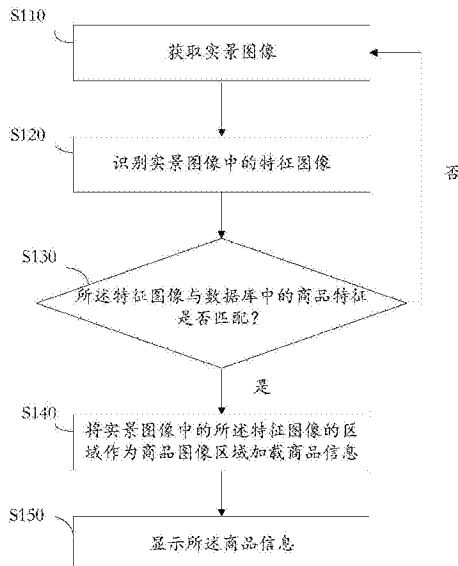 S110
获取实景图像
S120
识别实景图像中的特征图像
否
S130
所述特征图像与数据库中的商品特征
是否匹配？
是
S140
将实景图像中的所述特征图像的区
域作为商品图像区域加载商品信息
S150
显示所述商品信息